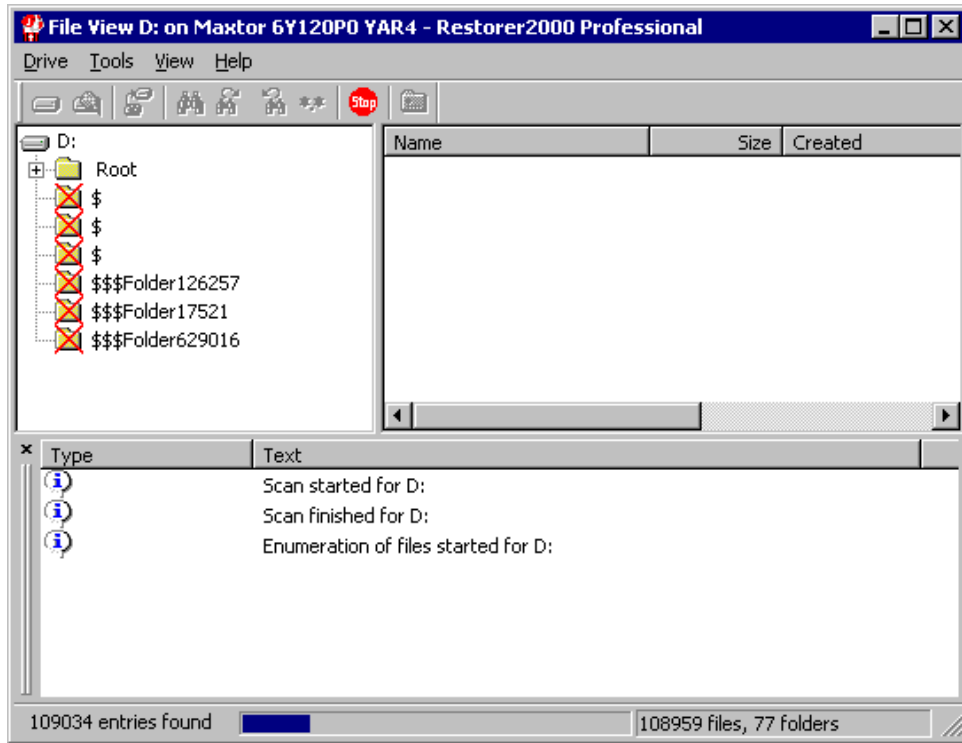 File View D: on Maxtor 6Y120P0 YAR4 - Restorer2000 Professional
Drive Tools View Help
Stop
D:
Root
$
$
$
$$$Folder126257
$$$Folder17521
$$$Folder629016
Name Size Created
Type Text
Scan started for D:
Scan finished for D:
Enumeration of files started for D:
109034 entries found 108959 files, 77 folders